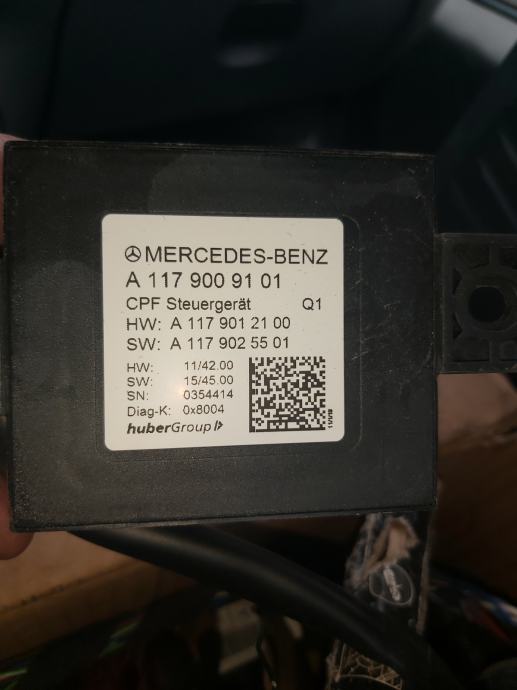 MERCEDES-BENZ
A 117 900 91 01
CPF Steuergerät Q1
HW: A 117 901 21 00
SW: A 117 902 55 01
HW: 11/42.00
SW: 15/45.00
SN: 0354414
Diag-K: 0x8004
huberGroup